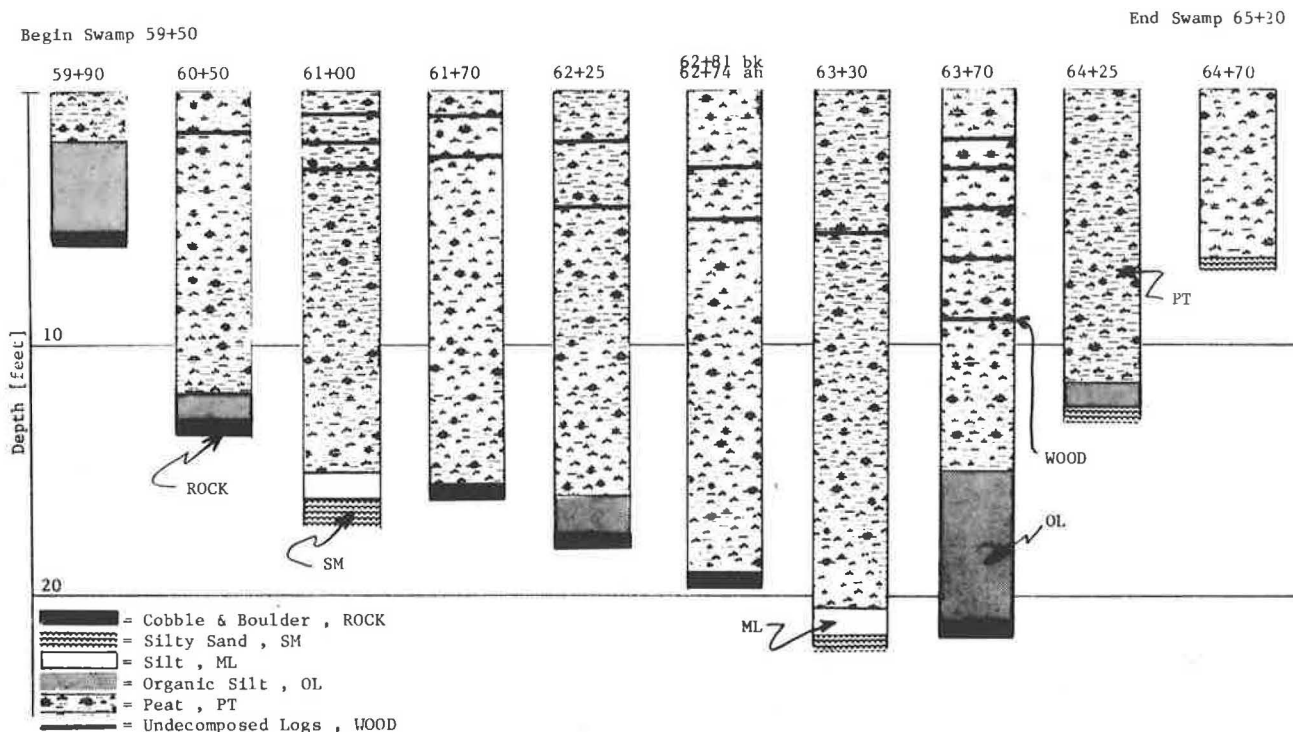 Begin Swamp 59+50
End Swamp 65+20
59+90
60+50
61+00
61+70
62+25
62+81 bk
62+74 ah
63+30
63+70
64+25
64+70
Depth [feet]
10
20
PT
WOOD
ROCK
SM
OL
ML
= Cobble & Boulder , ROCK
= Silty Sand , SM
= Silt , ML
= Organic Silt , OL
= Peat , PT
= Undecomposed Logs , WOOD